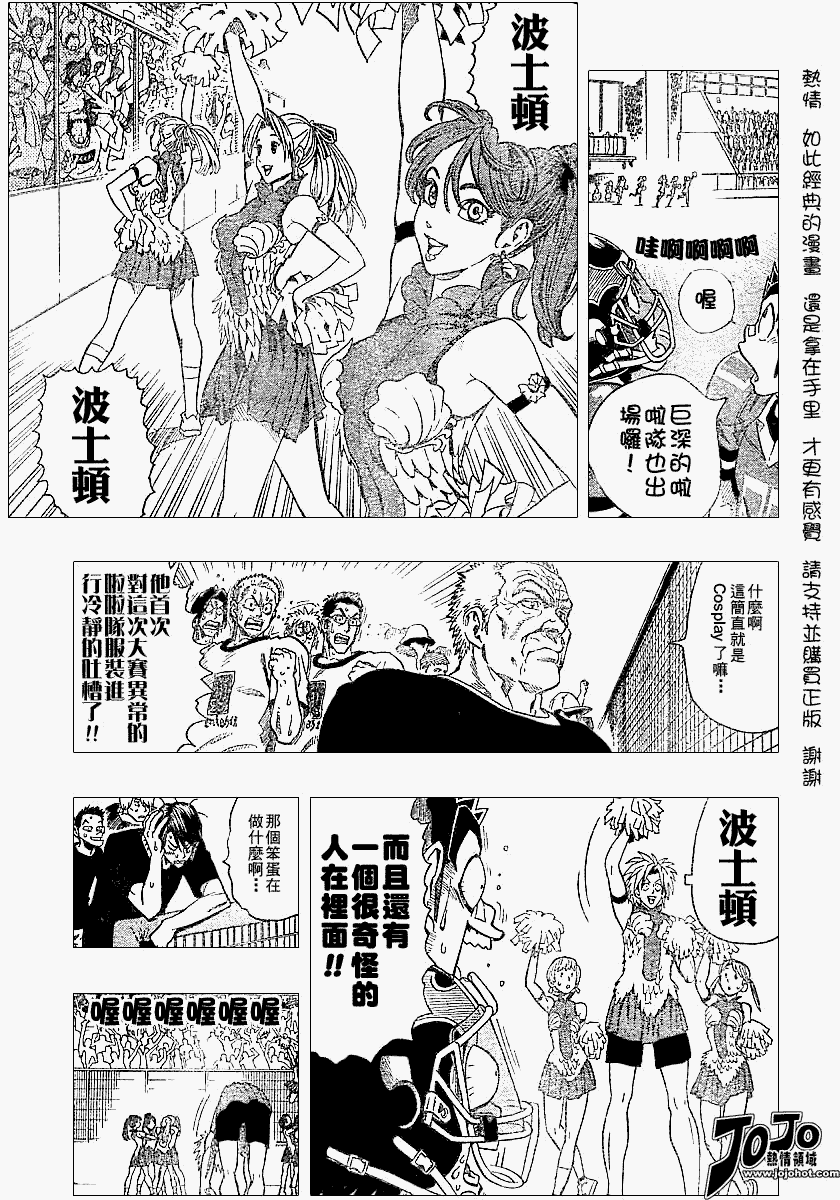 哇啊啊啊啊
喔
巨深的啦
啦隊也出
場囉！
波士頓
波士頓
什麼啊
這簡直就是
Cosplay了嘛…
他首次
對這次大賽異常的
啦啦隊服裝進
行冷靜的吐槽了!!
波士頓
而且還有
一個很奇怪的
人在裡面!!
那個笨蛋在
做什麼啊…
喔喔喔喔喔喔
熱情 如此經典的漫畫 還是拿在手里 才更有感覺 請支持並購買正版 謝謝
JOJO
熱情領域
www.jojohot.com